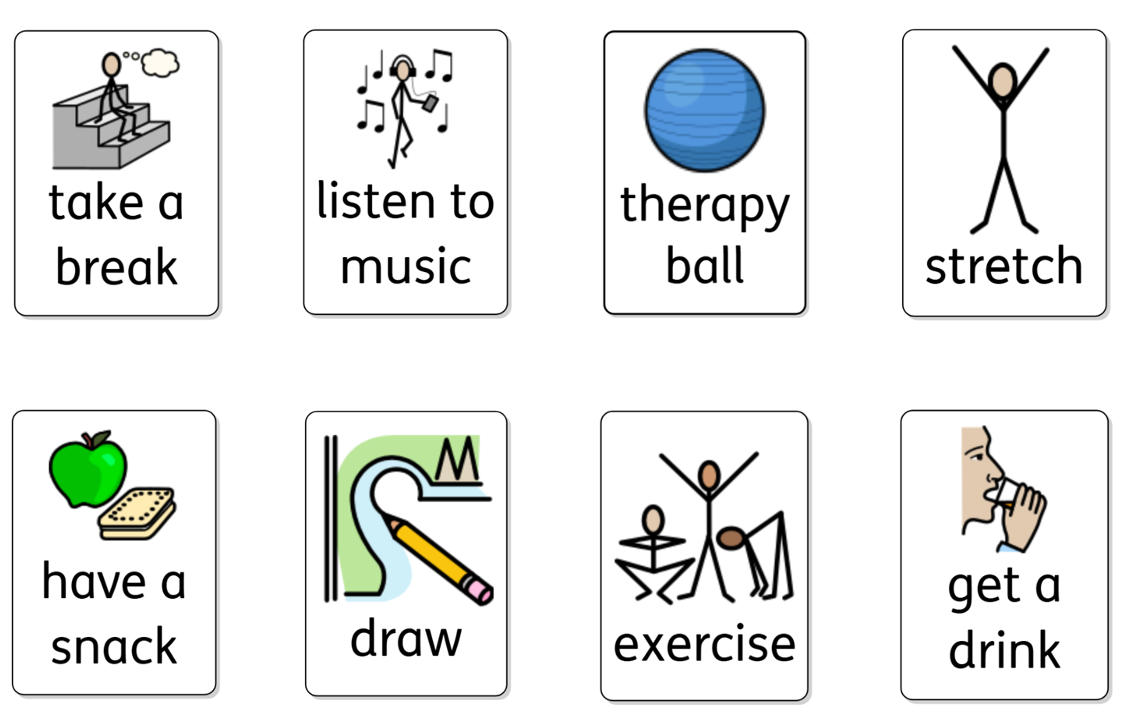 take a
break
listen to
music
therapy
ball
stretch
have a
snack
draw
exercise
get a
drink